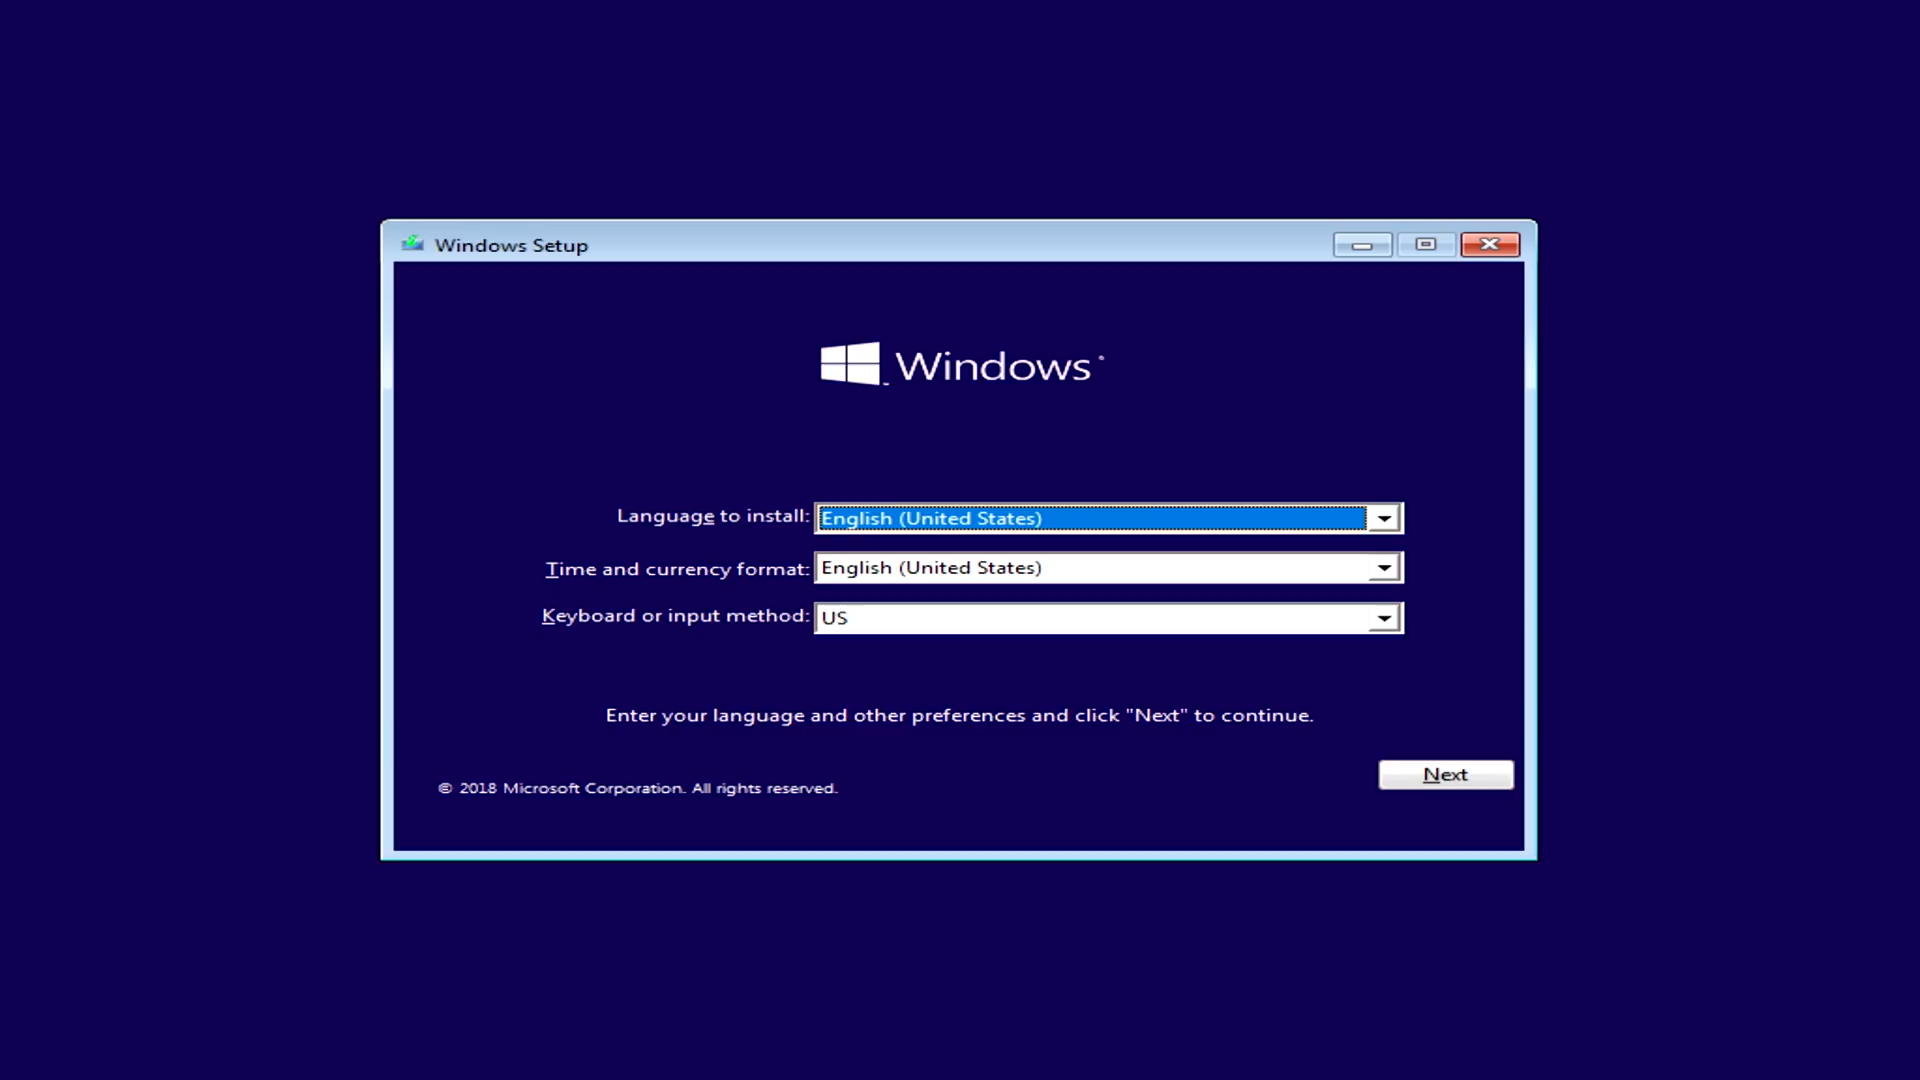 Windows Setup
Windows
Language to install: English (United States)
Time and currency format: English (United States)
Keyboard or input method: US
Enter your language and other preferences and click "Next" to continue.
Next
© 2018 Microsoft Corporation. All rights reserved.